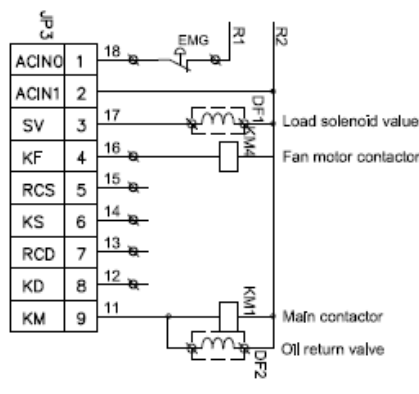 JP3
R1
R2
EMG
ACIN0 1 18
ACIN1 2
SV 3 17 DF1 Load solenoid value
KF 4 16 KM4 Fan motor contactor
RCS 5 15
KS 6 14
RCD 7 13
KD 8 12
KM 9 11 KM1 Main contactor
DF2 Oil return valve